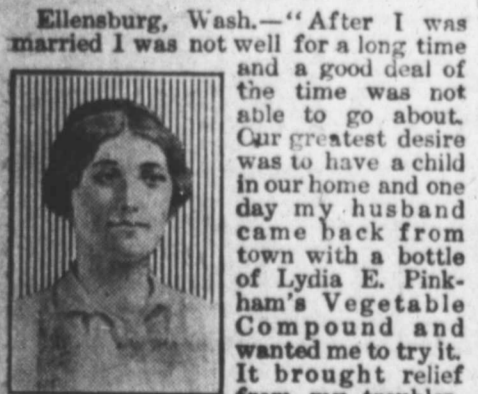 Ellensburg, Wash.—"After I was
married I was not well for a long time
and a good deal of
the time was not
able to go about.
Our greatest desire
was to have a child
in our home and one
day my husband
came back from
town with a bottle
of Lydia E. Pink-
ham's Vegetable
Compound and
wanted me to try it.
It brought relief
from my